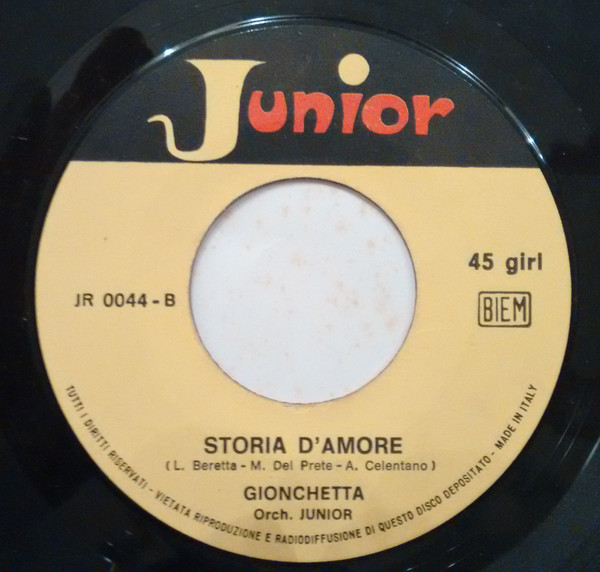 Junior
45 girl
JR 0044-B
BIEM
STORIA D'AMORE
( L. Beretta - M. Del Prete - A. Celentano )
GIONCHETTA
Orch. JUNIOR
TUTTI I DIRITTI RISERVATI - VIETATA RIPRODUZIONE E RADIODIFFUSIONE DI QUESTO DISCO DEPOSITATO - MADE IN ITALY